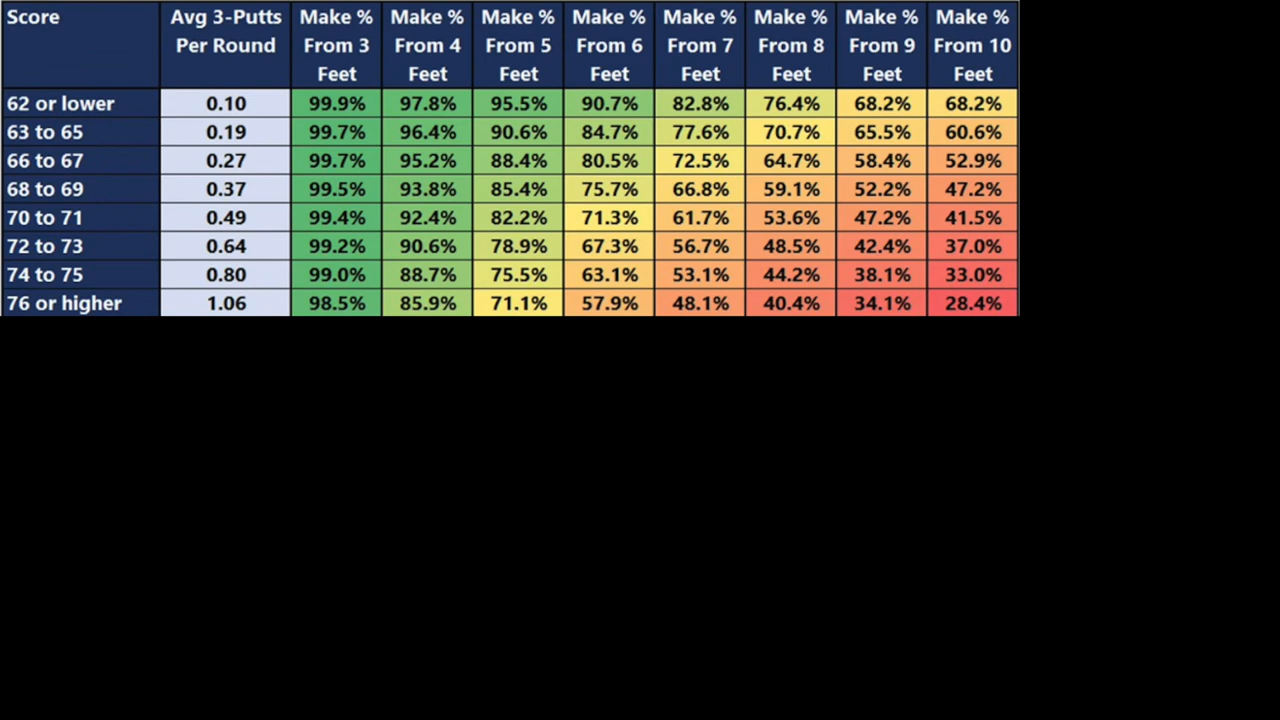 Score Avg 3-Putts Make % Make % Make % Make % Make % Make % Make % Make %
Per Round From 3 From 4 From 5 From 6 From 7 From 8 From 9 From 10
Feet Feet Feet Feet Feet Feet Feet Feet
62 or lower 0.10 99.9% 97.8% 95.5% 90.7% 82.8% 76.4% 68.2% 68.2%
63 to 65 0.19 99.7% 96.4% 90.6% 84.7% 77.6% 70.7% 65.5% 60.6%
66 to 67 0.27 99.7% 95.2% 88.4% 80.5% 72.5% 64.7% 58.4% 52.9%
68 to 69 0.37 99.5% 93.8% 85.4% 75.7% 66.8% 59.1% 52.2% 47.2%
70 to 71 0.49 99.4% 92.4% 82.2% 71.3% 61.7% 53.6% 47.2% 41.5%
72 to 73 0.64 99.2% 90.6% 78.9% 67.3% 56.7% 48.5% 42.4% 37.0%
74 to 75 0.80 99.0% 88.7% 75.5% 63.1% 53.1% 44.2% 38.1% 33.0%
76 or higher 1.06 98.5% 85.9% 71.1% 57.9% 48.1% 40.4% 34.1% 28.4%